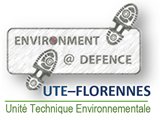 ENVIRONMENT
@ DEFENCE
UTE–FLORENNES
Unité Technique Environnementale